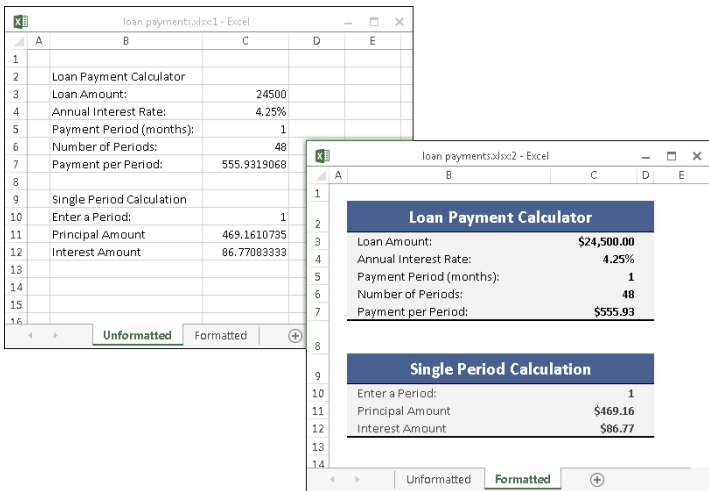 loan payments.xlsx:1 - Excel
A B C D E
1
2 Loan Payment Calculator
3 Loan Amount: 24500
4 Annual Interest Rate: 4.25%
5 Payment Period (months): 1
6 Number of Periods: 48
7 Payment per Period: 555.9319068
8
9 Single Period Calculation
10 Enter a Period: 1
11 Principal Amount 469.1610735
12 Interest Amount 86.77083333
13
14
15
16
Unformatted Formatted
loan payments.xlsx:2 - Excel
A B C D E
1
2 Loan Payment Calculator
3 Loan Amount: $24,500.00
4 Annual Interest Rate: 4.25%
5 Payment Period (months): 1
6 Number of Periods: 48
7 Payment per Period: $555.93
8
9 Single Period Calculation
10 Enter a Period: 1
11 Principal Amount $469.16
12 Interest Amount $86.77
13
14
Unformatted Formatted